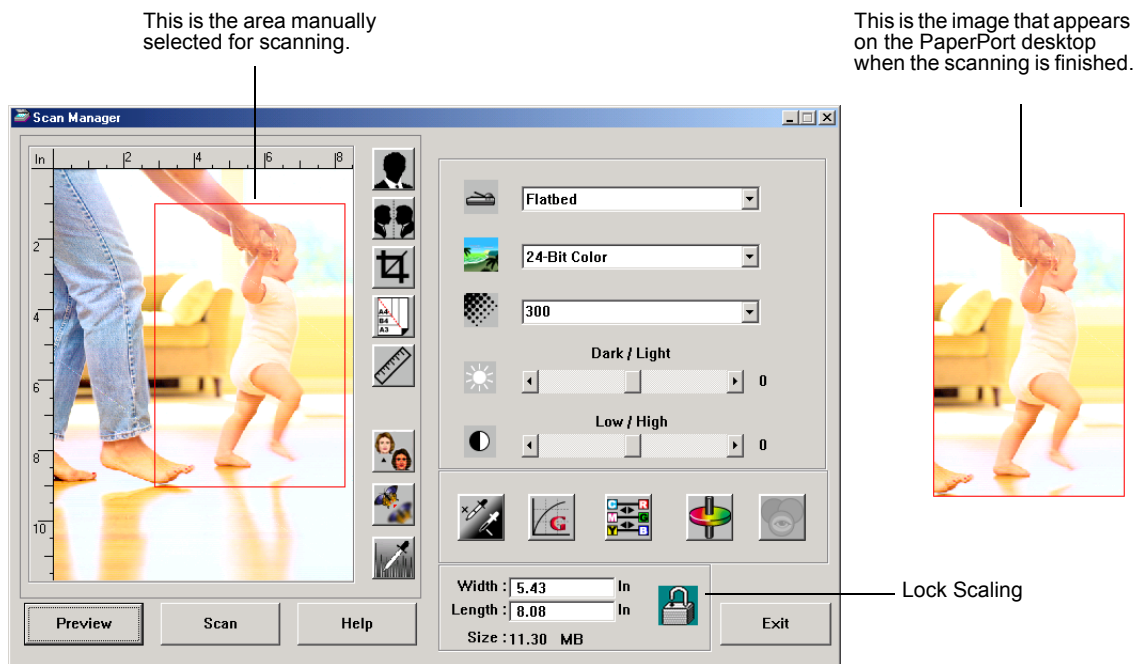 This is the area manually
selected for scanning.
This is the image that appears
on the PaperPort desktop
when the scanning is finished.
Scan Manager
In
2
4
6
8
2
4
6
8
10
A4
B4
A3
Flatbed
24-Bit Color
300
Dark / Light
0
Low / High
0
G
C R
M G
Y B
Width : 5.43 In
Length : 8.08 In
Size : 11.30 MB
Lock Scaling
Preview
Scan
Help
Exit